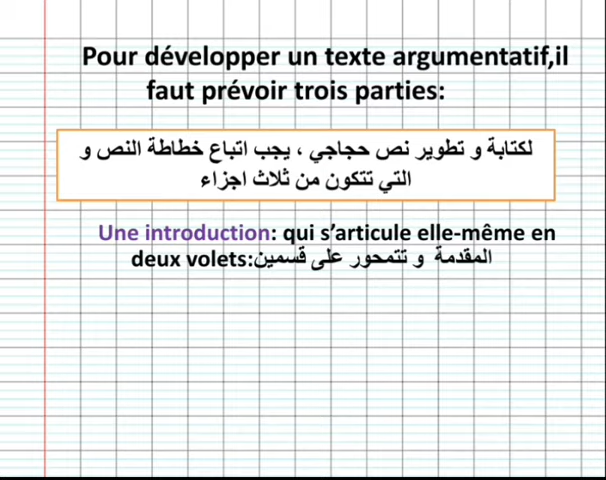 Pour développer un texte argumentatif,il
faut prévoir trois parties:
لكتابة و تطوير نص حجاجي ، يجب اتباع خطاطة النص و
التي تتكون من ثلاث اجزاء
Une introduction: qui s’articule elle-même en
deux volets:المقدمة و تتمحور على قسمين